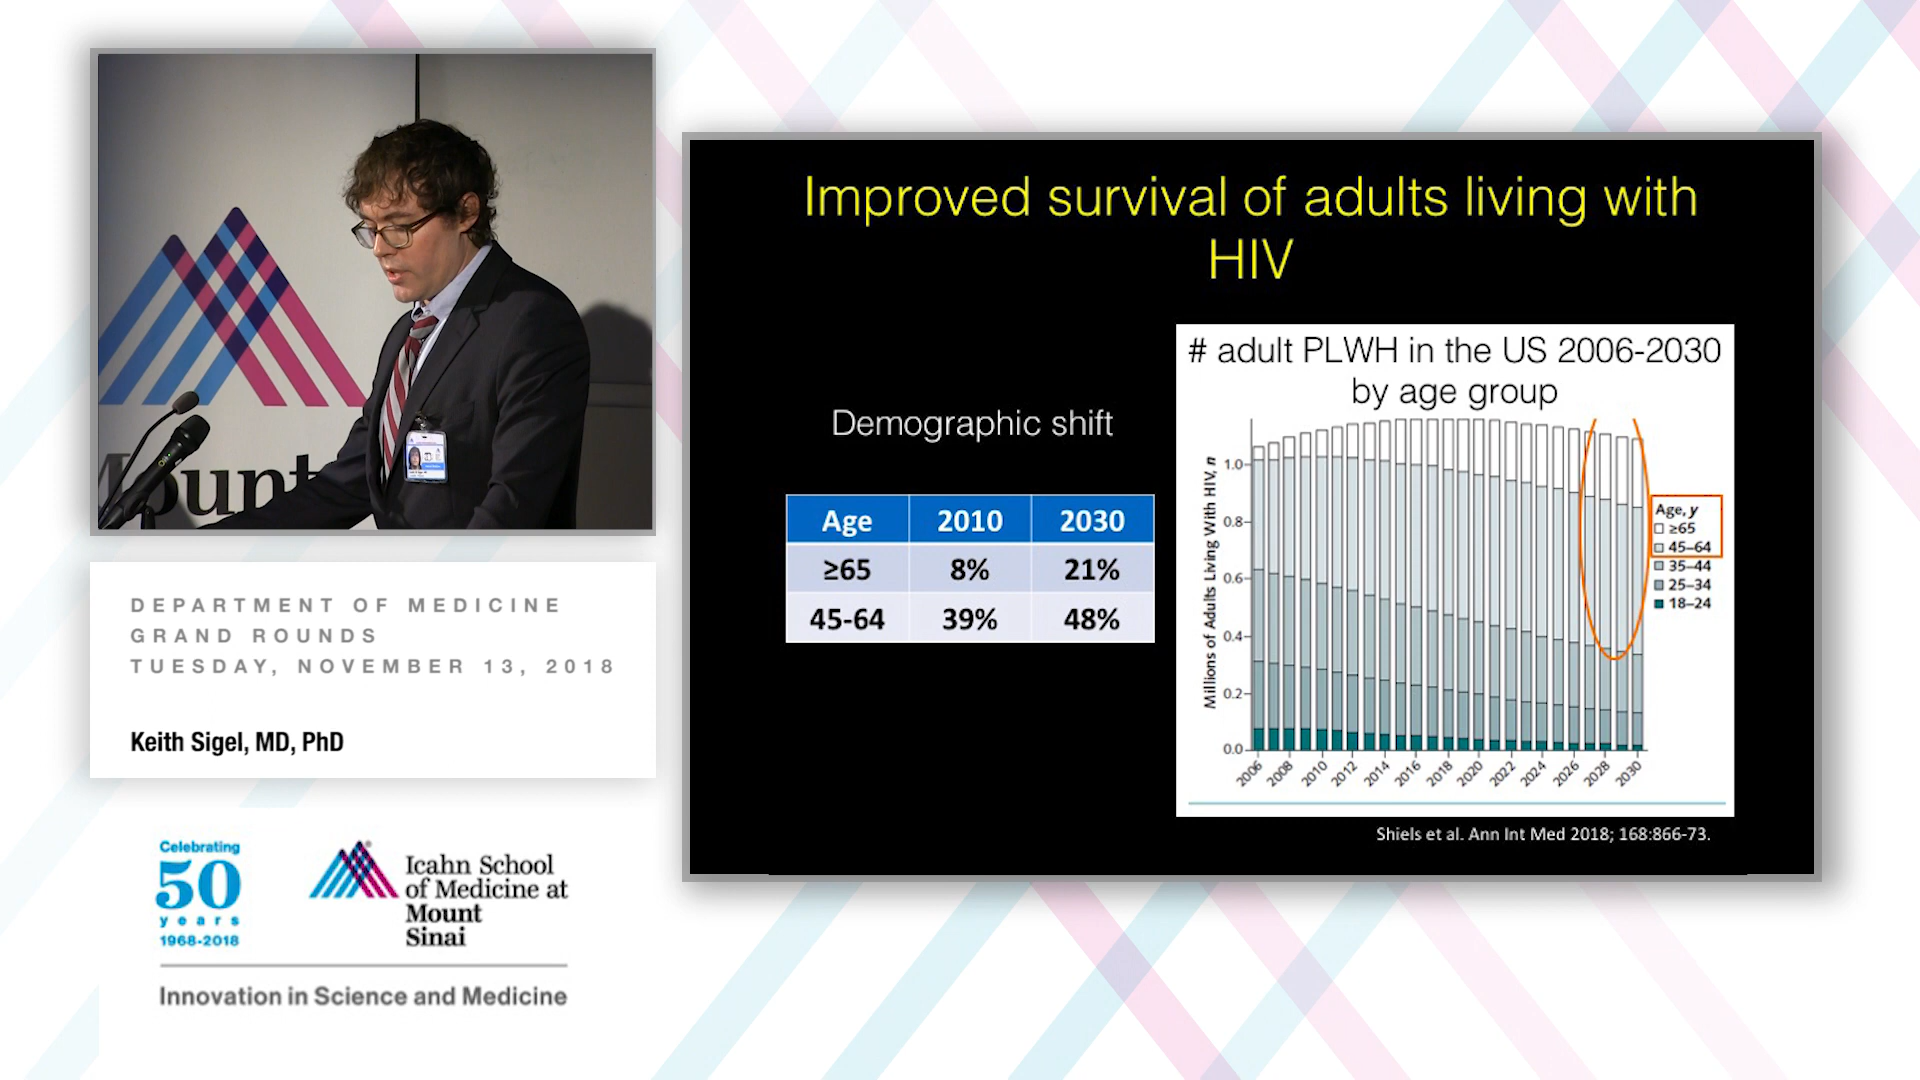 Mount
DEPARTMENT OF MEDICINE
GRAND ROUNDS
TUESDAY, NOVEMBER 13, 2018
Keith Sigel, MD, PhD
Celebrating
50
years
1968-2018
Icahn School
of Medicine at
Mount
Sinai
Innovation in Science and Medicine
Improved survival of adults living with
HIV
Demographic shift
Age 2010 2030
≥65 8% 21%
45-64 39% 48%
# adult PLWH in the US 2006-2030
by age group
Millions of Adults Living With HIV, n
1.0
0.8
0.6
0.4
0.2
0.0
2006 2008 2010 2012 2014 2016 2018 2020 2022 2024 2026 2028 2030
Age, y
≥65
45–64
35–44
25–34
18–24
Shiels et al. Ann Int Med 2018; 168:866-73.